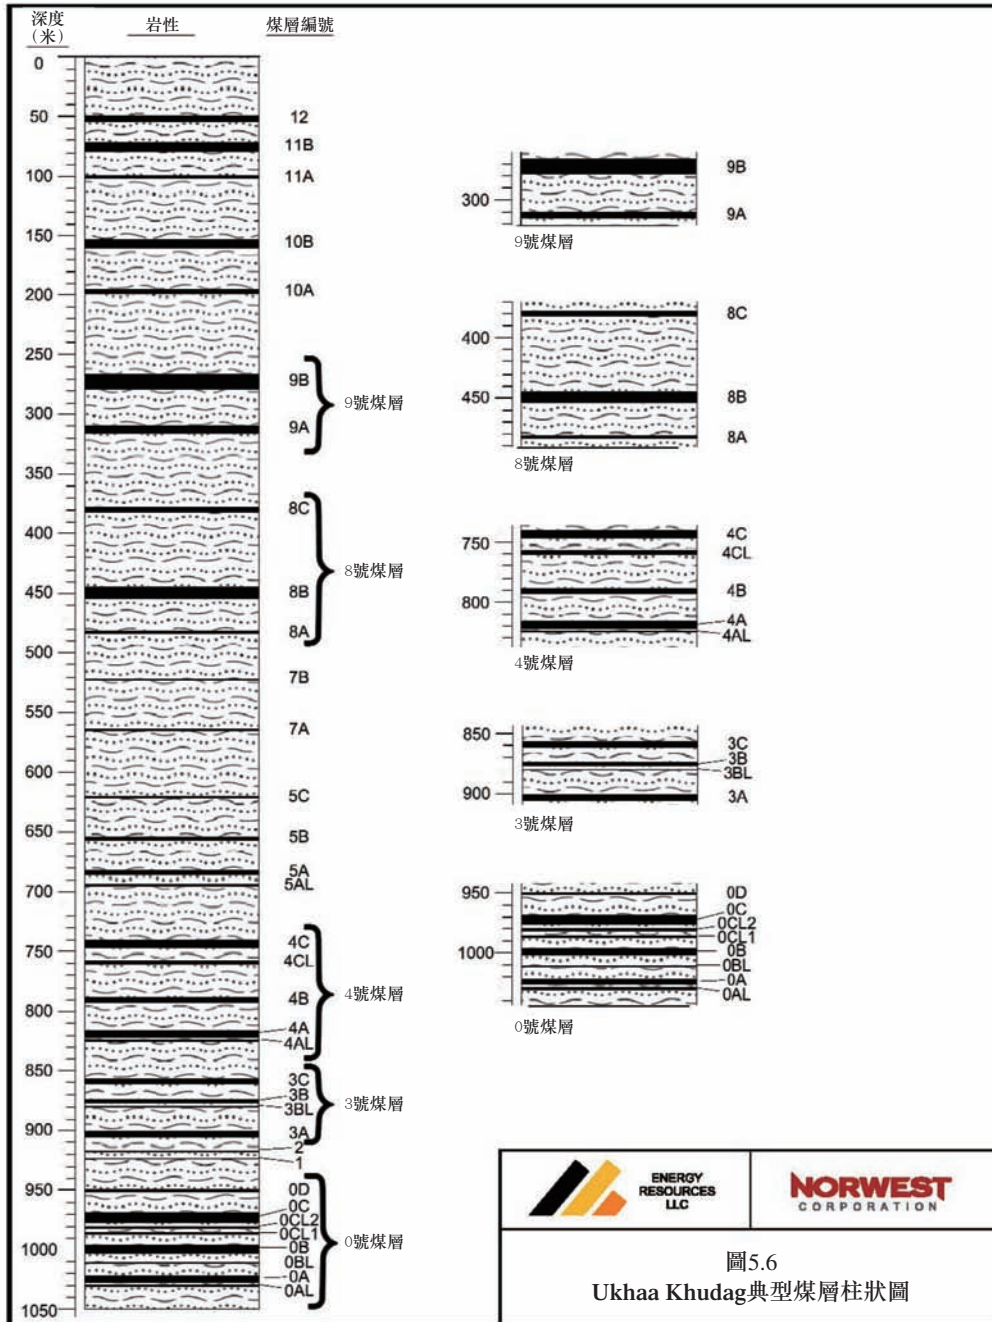 深度
（米）
岩性
煤層編號
0
50
100
150
200
250
300
350
400
450
500
550
600
650
700
750
800
850
900
950
1000
1050
12
11B
11A
10B
10A
9B
9A
8C
8B
8A
7B
7A
5C
5B
5A
5AL
4C
4CL
4B
4A
4AL
3C
3B
3BL
3A
2
1
0D
0C
0CL2
0CL1
0B
0BL
0A
0AL
9號煤層
8號煤層
4號煤層
3號煤層
0號煤層
300
9B
9A
9號煤層
400
450
8C
8B
8A
8號煤層
750
800
4C
4CL
4B
4A
4AL
4號煤層
850
900
3C
3B
3BL
3A
3號煤層
950
1000
0D
0C
0CL2
0CL1
0B
0BL
0A
0AL
0號煤層
ENERGY
RESOURCES
LLC
NORWEST
CORPORATION
圖5.6
Ukhaa Khudag典型煤層柱狀圖